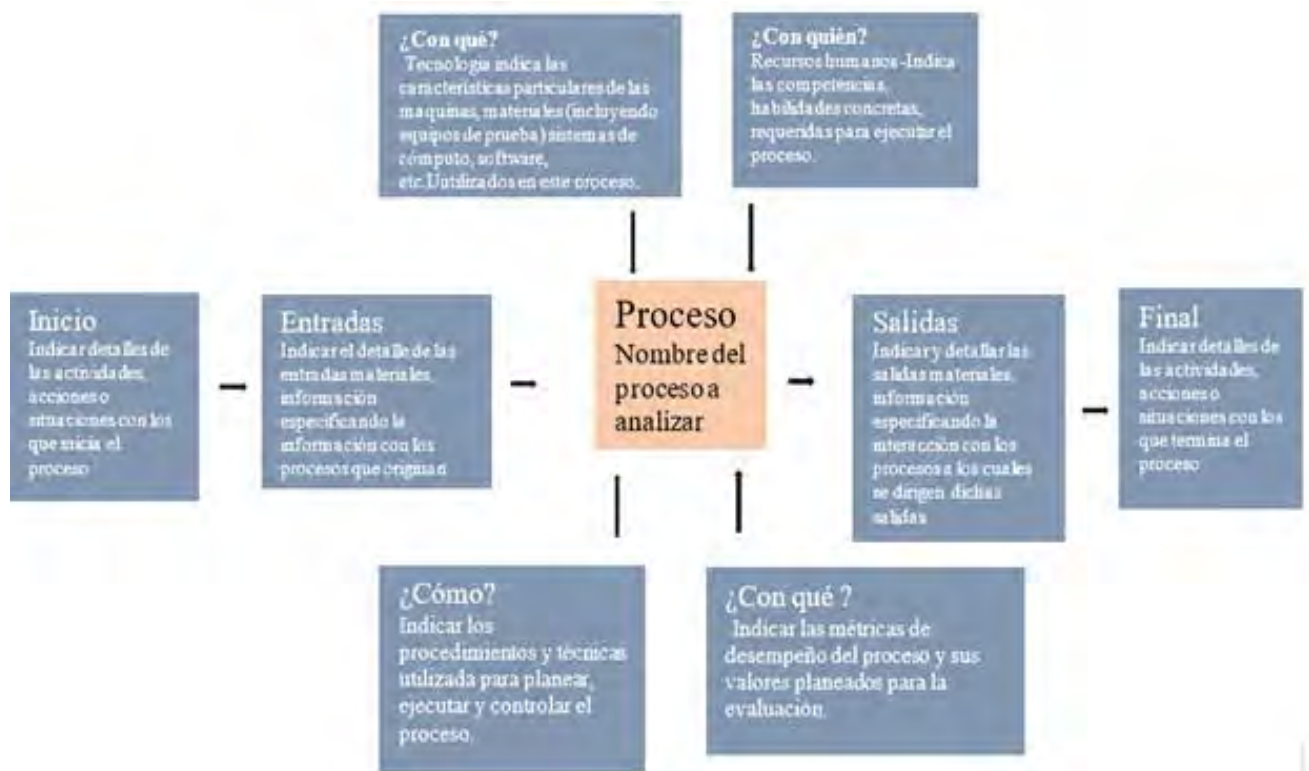 ¿Con qué?
Tecnología indica las
características particulares de las
maquinas, materiales (incluyendo
equipos de prueba) sistemas de
cómputo, software,
etc.Uutilizados en este proceso.
¿Con quién?
Recursos humanos -Indica
las competencias,
habilidades concretas,
requeridas para ejecutar el
proceso.
Inicio
Indicar detalles de
las actividades,
acciones o
situaciones con los
que inicia el
proceso
Entradas
Indicar el detalle de las
entradas materiales,
información
especificando la
información con los
procesos que originan
Proceso
Nombre del
proceso a
analizar
Salidas
Indicar y detallar las
salidas materiales,
información
especificando la
interacción con los
procesos a los cuales
se dirigen dichas
salidas
Final
Indicar detalles de
las actividades,
acciones o
situaciones con los
que termina el
proceso
¿Cómo?
Indicar los
procedimientos y técnicas
utilizada para planear,
ejecutar y controlar el
proceso.
¿Con qué ?
Indicar las métricas de
desempeño del proceso y sus
valores planeados para la
evaluación.